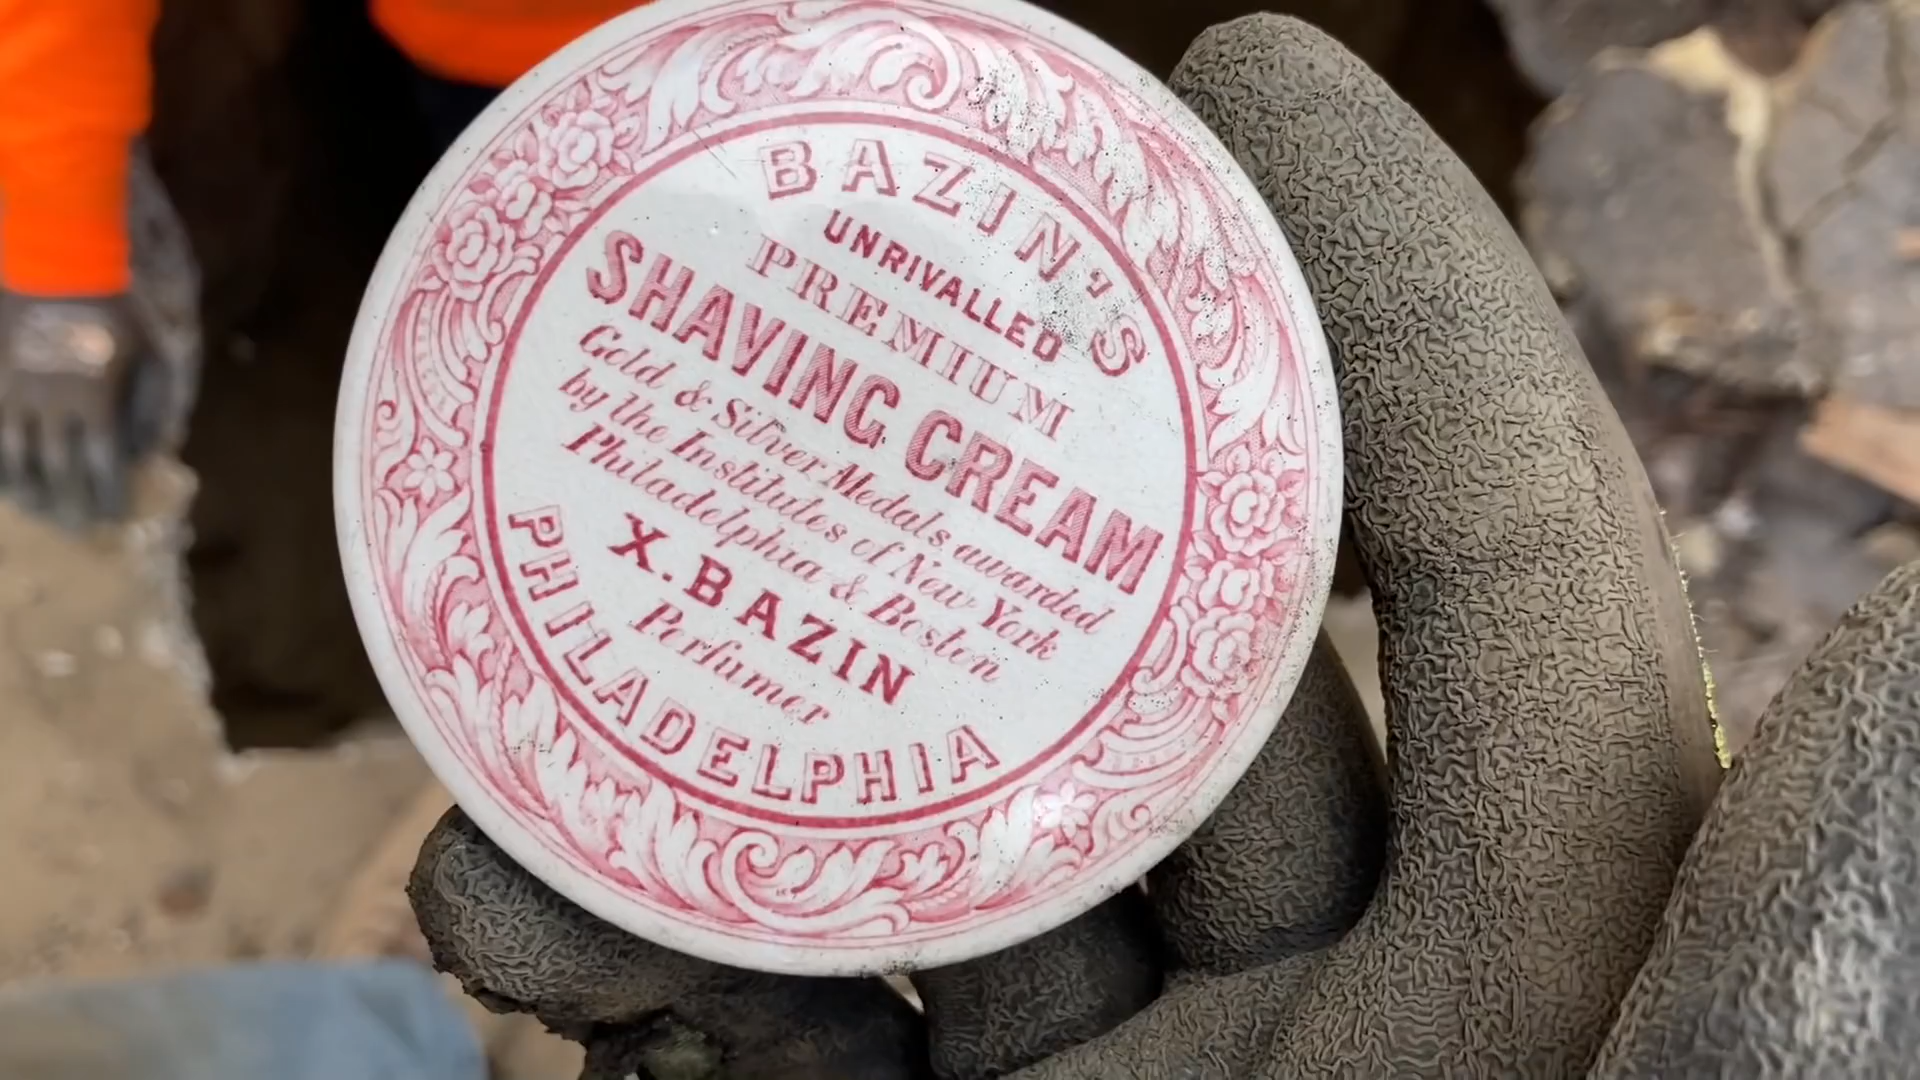 BAZIN'S
UNRIVALLED
PREMIUM
SHAVING CREAM
Gold & Silver Medals awarded
by the Institutes of New York
Philadelphia & Boston
X. BAZIN
Perfumer
PHILADELPHIA